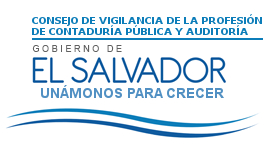 CONSEJO DE VIGILANCIA DE LA PROFESIÓN
DE CONTADURÍA PÚBLICA Y AUDITORÍA
GOBIERNO DE
EL SALVADOR
UNÁMONOS PARA CRECER